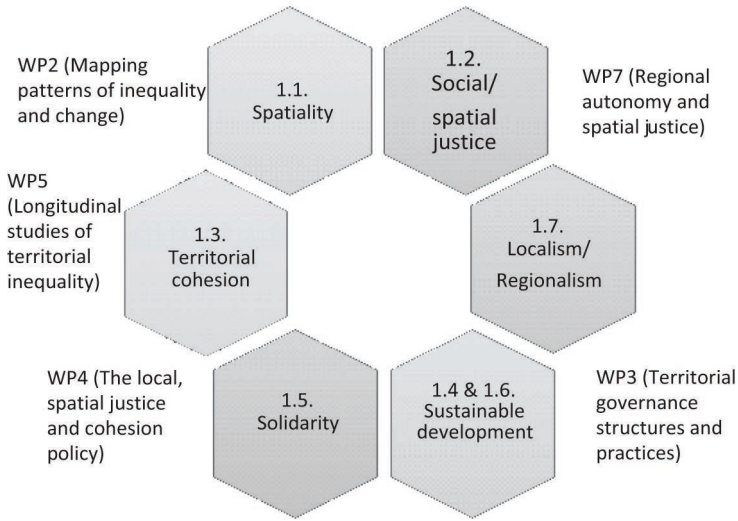 WP2 (Mapping
patterns of inequality
and change)
1.1.
Spatiality
1.2.
Social/
spatial
justice
WP7 (Regional
autonomy and
spatial justice)
WP5
(Longitudinal
studies of
territorial
inequality)
1.3.
Territorial
cohesion
1.7.
Localism/
Regionalism
WP4 (The local,
spatial justice
and cohesion
policy)
1.5.
Solidarity
1.4 & 1.6.
Sustainable
development
WP3 (Territorial
governance
structures and
practices)